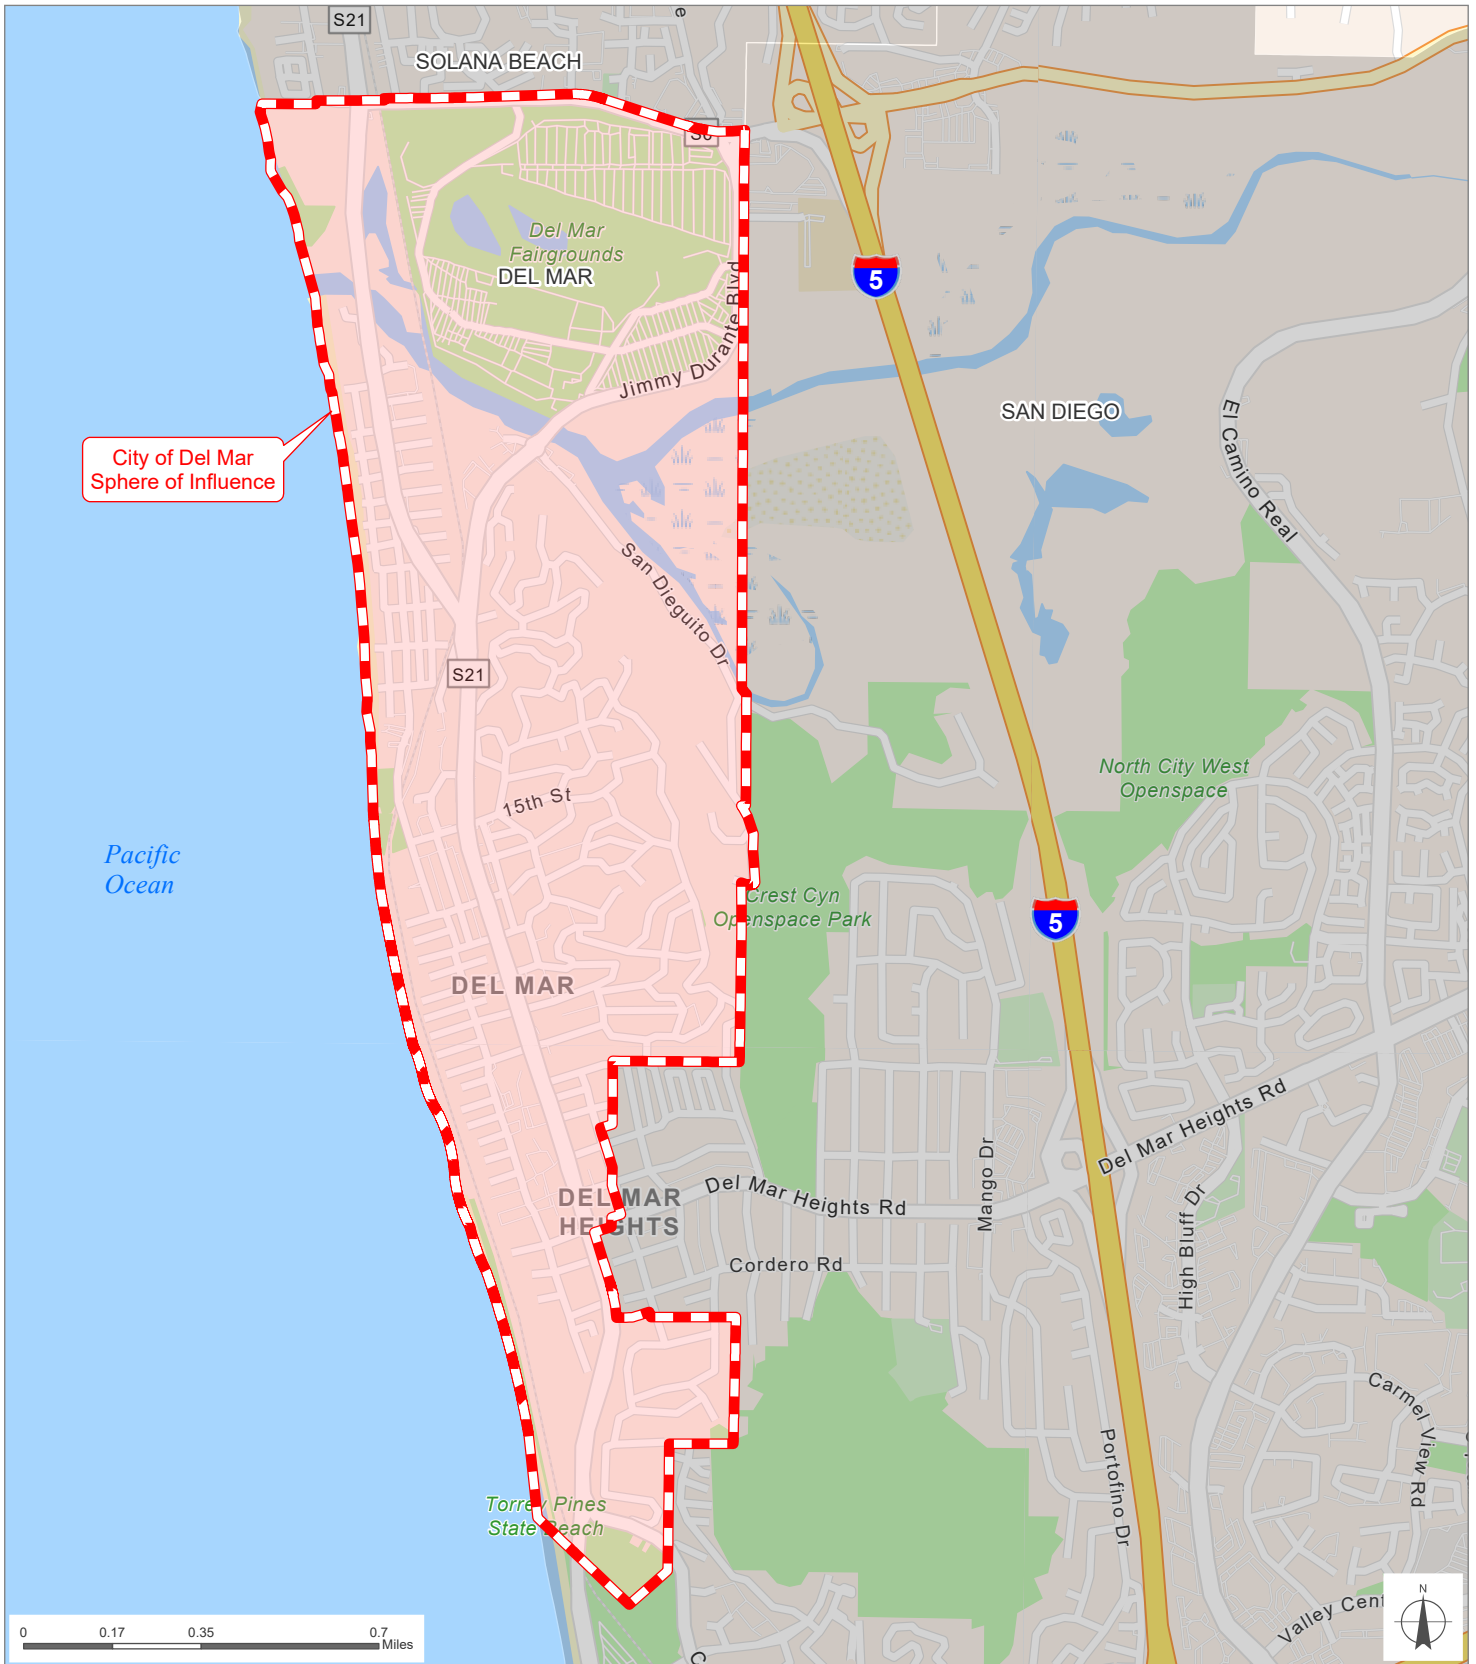 S21
e
SOLANA BEACH
S6
Del Mar
Fairgrounds
DEL MAR
Jimmy Durante Blvd
5
SAN DIEGO
El Camino Real
City of Del Mar
Sphere of Influence
San Dieguito Dr
S21
North City West
Openspace
15th St
Pacific
Ocean
Crest Cyn
Openspace Park
5
DEL MAR
Del Mar Heights Rd
Mango Dr
DEL MAR
HEIGHTS
Del Mar Heights Rd
High Bluff Dr
Cordero Rd
Carmel View Rd
Portofino Dr
Torrey Pines
State Beach
Valley Cent
N
0 0.17 0.35 0.7
Miles
C